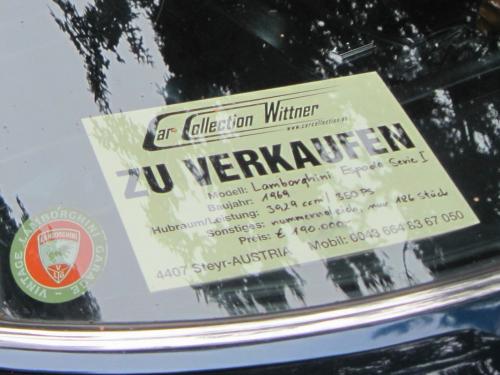 Car Collection Wittner
www.carcollection.at
ZU VERKAUFEN
Modell: Lamborghini Espada Serie I
Baujahr: 1969
Hubraum/Leistung: 3929 ccm / 350 PS
Sonstiges: nummerngleich, nur 186 Stück
Preis: € 190.000.-
4407 Steyr-AUSTRIA Mobil: 0043 664 63 67 050
VINTAGE LAMBORGHINI GARAGE
LAMBORGHINI